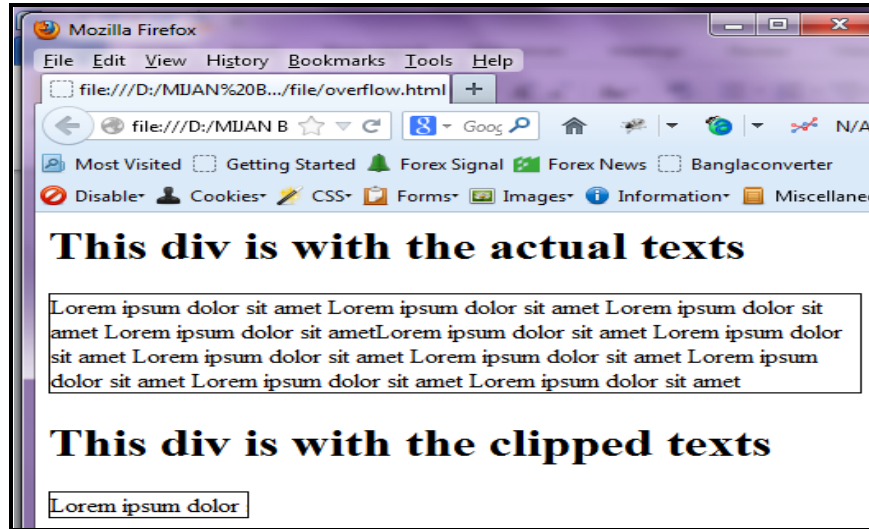 Mozilla Firefox
File Edit View History Bookmarks Tools Help
file:///D:/MIJAN%20B.../file/overflow.html +
file:///D:/MIJAN B 8 Goog N/A
Most Visited Getting Started Forex Signal Forex News Banglaconverter
Disable Cookies CSS Forms Images Information Miscellane
This div is with the actual texts
Lorem ipsum dolor sit amet Lorem ipsum dolor sit amet Lorem ipsum dolor sit
amet Lorem ipsum dolor sit ametLorem ipsum dolor sit amet Lorem ipsum dolor
sit amet Lorem ipsum dolor sit amet Lorem ipsum dolor sit amet Lorem ipsum
dolor sit amet Lorem ipsum dolor sit amet Lorem ipsum dolor sit amet
This div is with the clipped texts
Lorem ipsum dolor